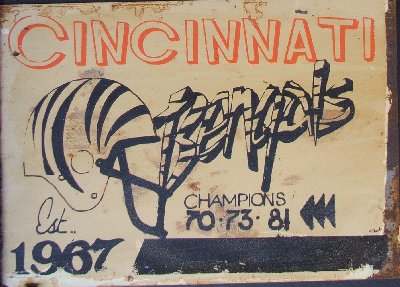 CINCINNATI
Bengals
CHAMPIONS
70·73·81
Est..
1967